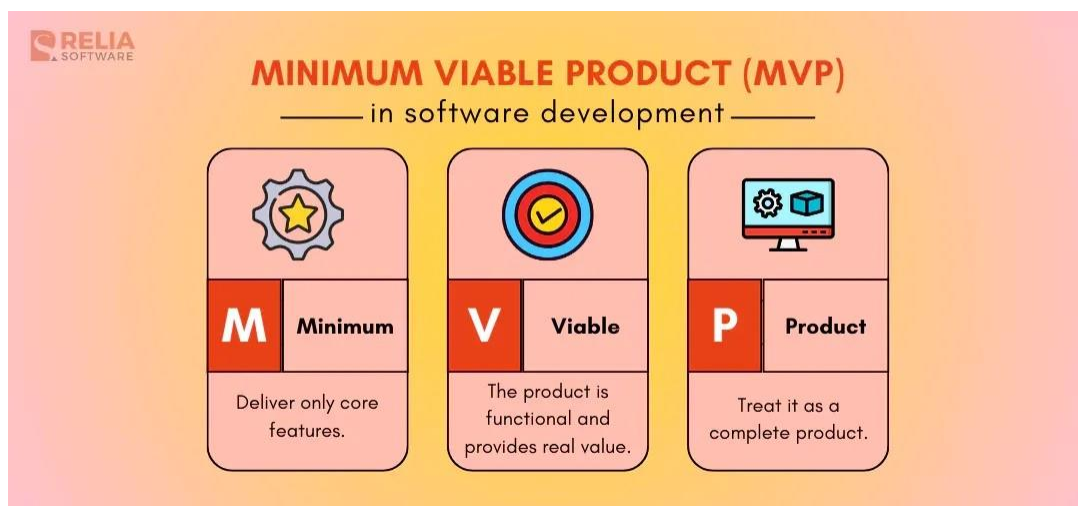 RELIA
SOFTWARE
MINIMUM VIABLE PRODUCT (MVP)
in software development
M Minimum
Deliver only core
features.
V Viable
The product is
functional and
provides real value.
P Product
Treat it as a
complete product.